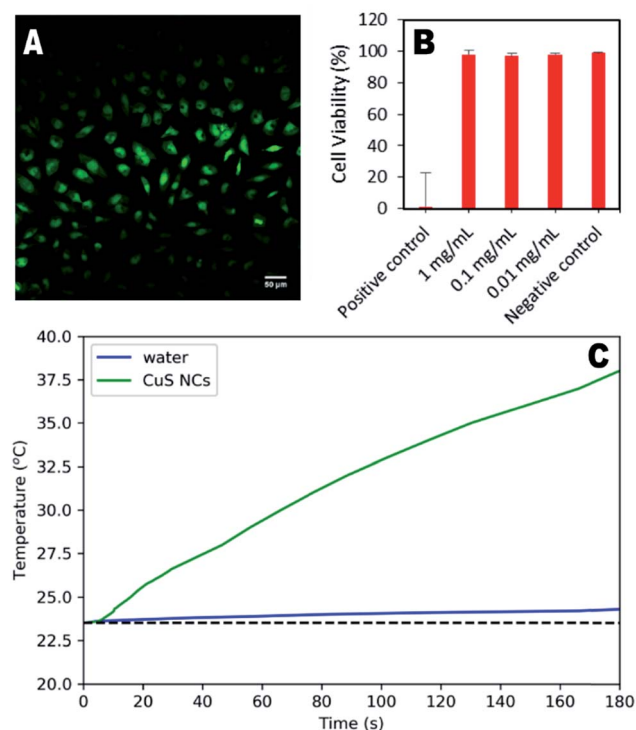 A
50 μm
B
Cell Viability (%)
120
100
80
60
40
20
0
Positive control
1 mg/mL
0.1 mg/mL
0.01 mg/mL
Negative control
C
water
CuS NCs
Temperature (°C)
40.0
37.5
35.0
32.5
30.0
27.5
25.0
22.5
20.0
0 20 40 60 80 100 120 140 160 180
Time (s)